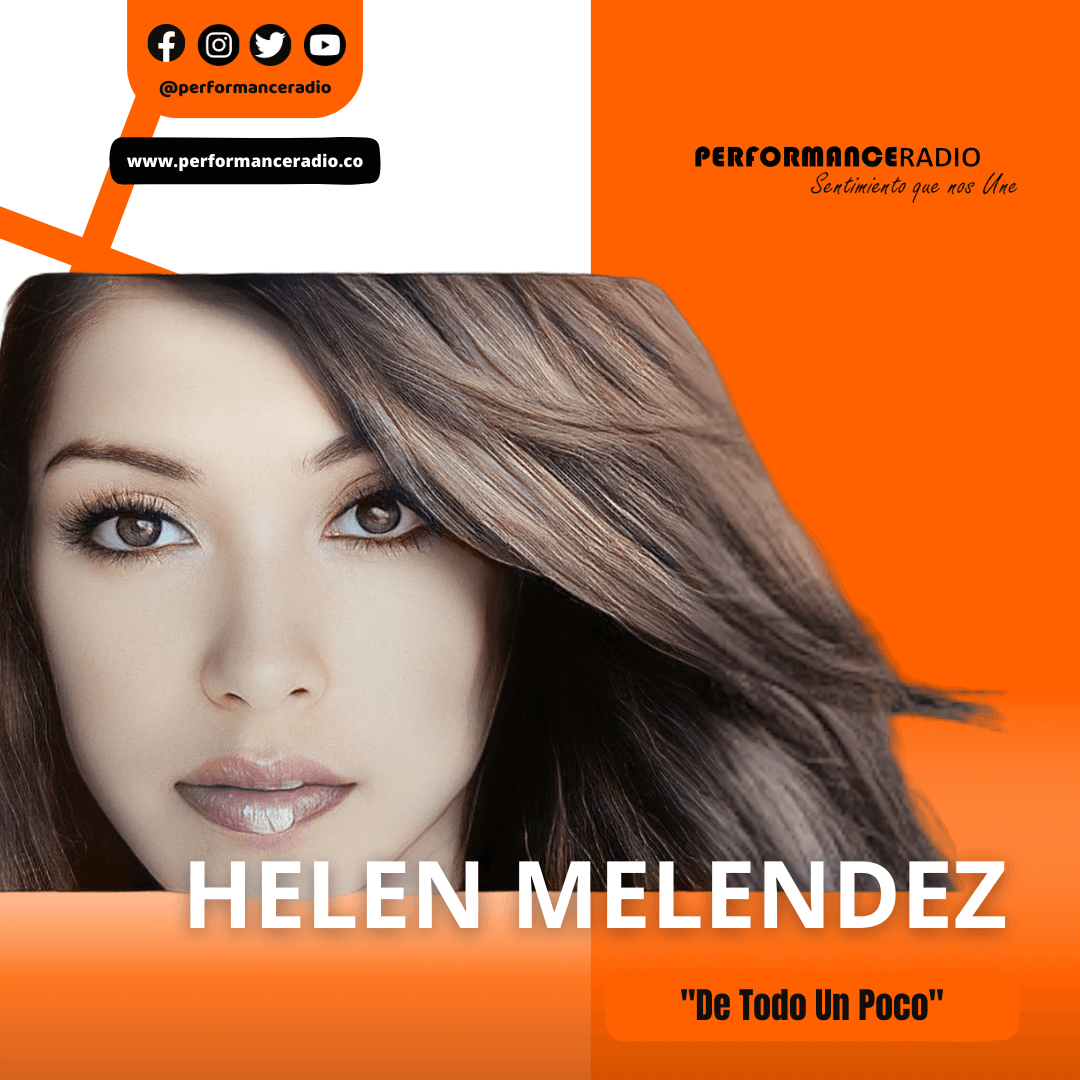 @performanceradio
www.performanceradio.co
PERFORMANCERADIO
Sentimiento que nos Une
HELEN MELENDEZ
"De Todo Un Poco"